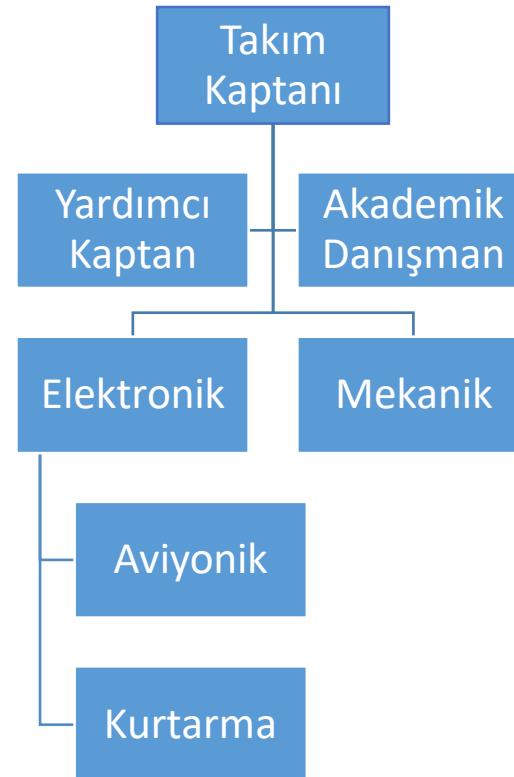 Takım
Kaptanı
Yardımcı
Kaptan
Akademik
Danışman
Elektronik
Mekanik
Aviyonik
Kurtarma